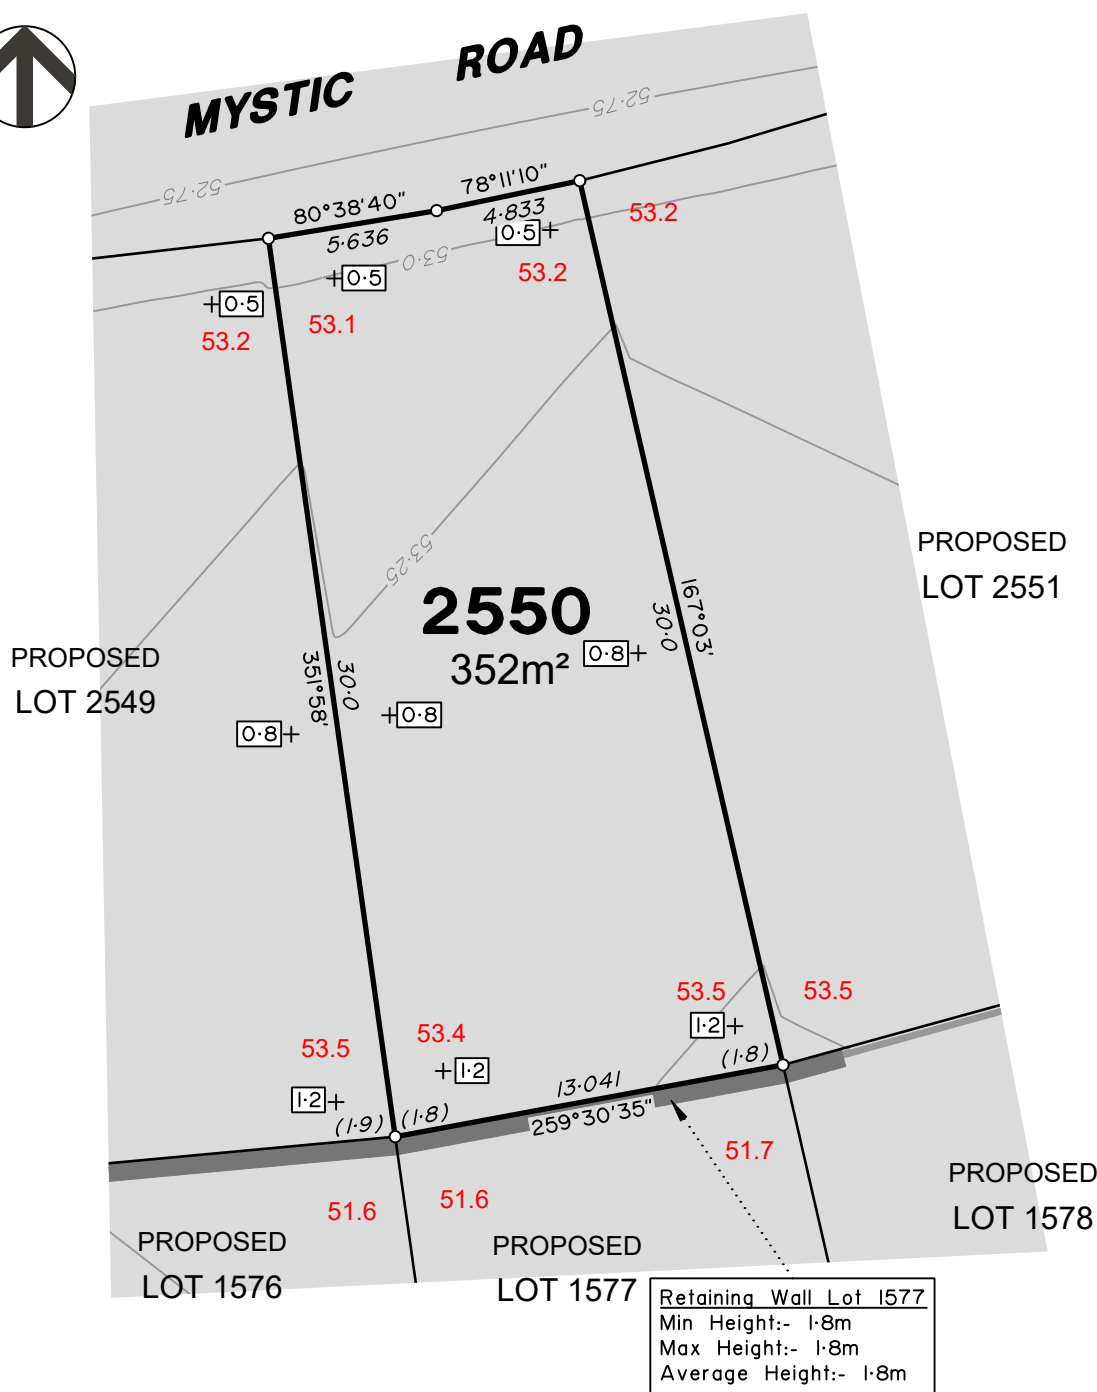 MYSTIC ROAD
52·75
52·75
80°38'40"
5·636
78°11'10"
4·833
53.2
0·5
53·0
53.2
0·5
0·5
53.1
53.2
53·25
PROPOSED
LOT 2551
2550
352m²
PROPOSED
LOT 2549
167°03'
30·0
0·8
351°58'
30·0
0·8
0·8
53.5
53.5
1·2
53.4
53.5
1·2
1·2
(1·8)
(1·9)
(1·8)
13·041
259°30'35"
51.7
51.6
51.6
PROPOSED
LOT 1578
PROPOSED
LOT 1576
PROPOSED
LOT 1577
Retaining Wall Lot 1577
Min Height:- 1·8m
Max Height:- 1·8m
Average Height:- 1·8m